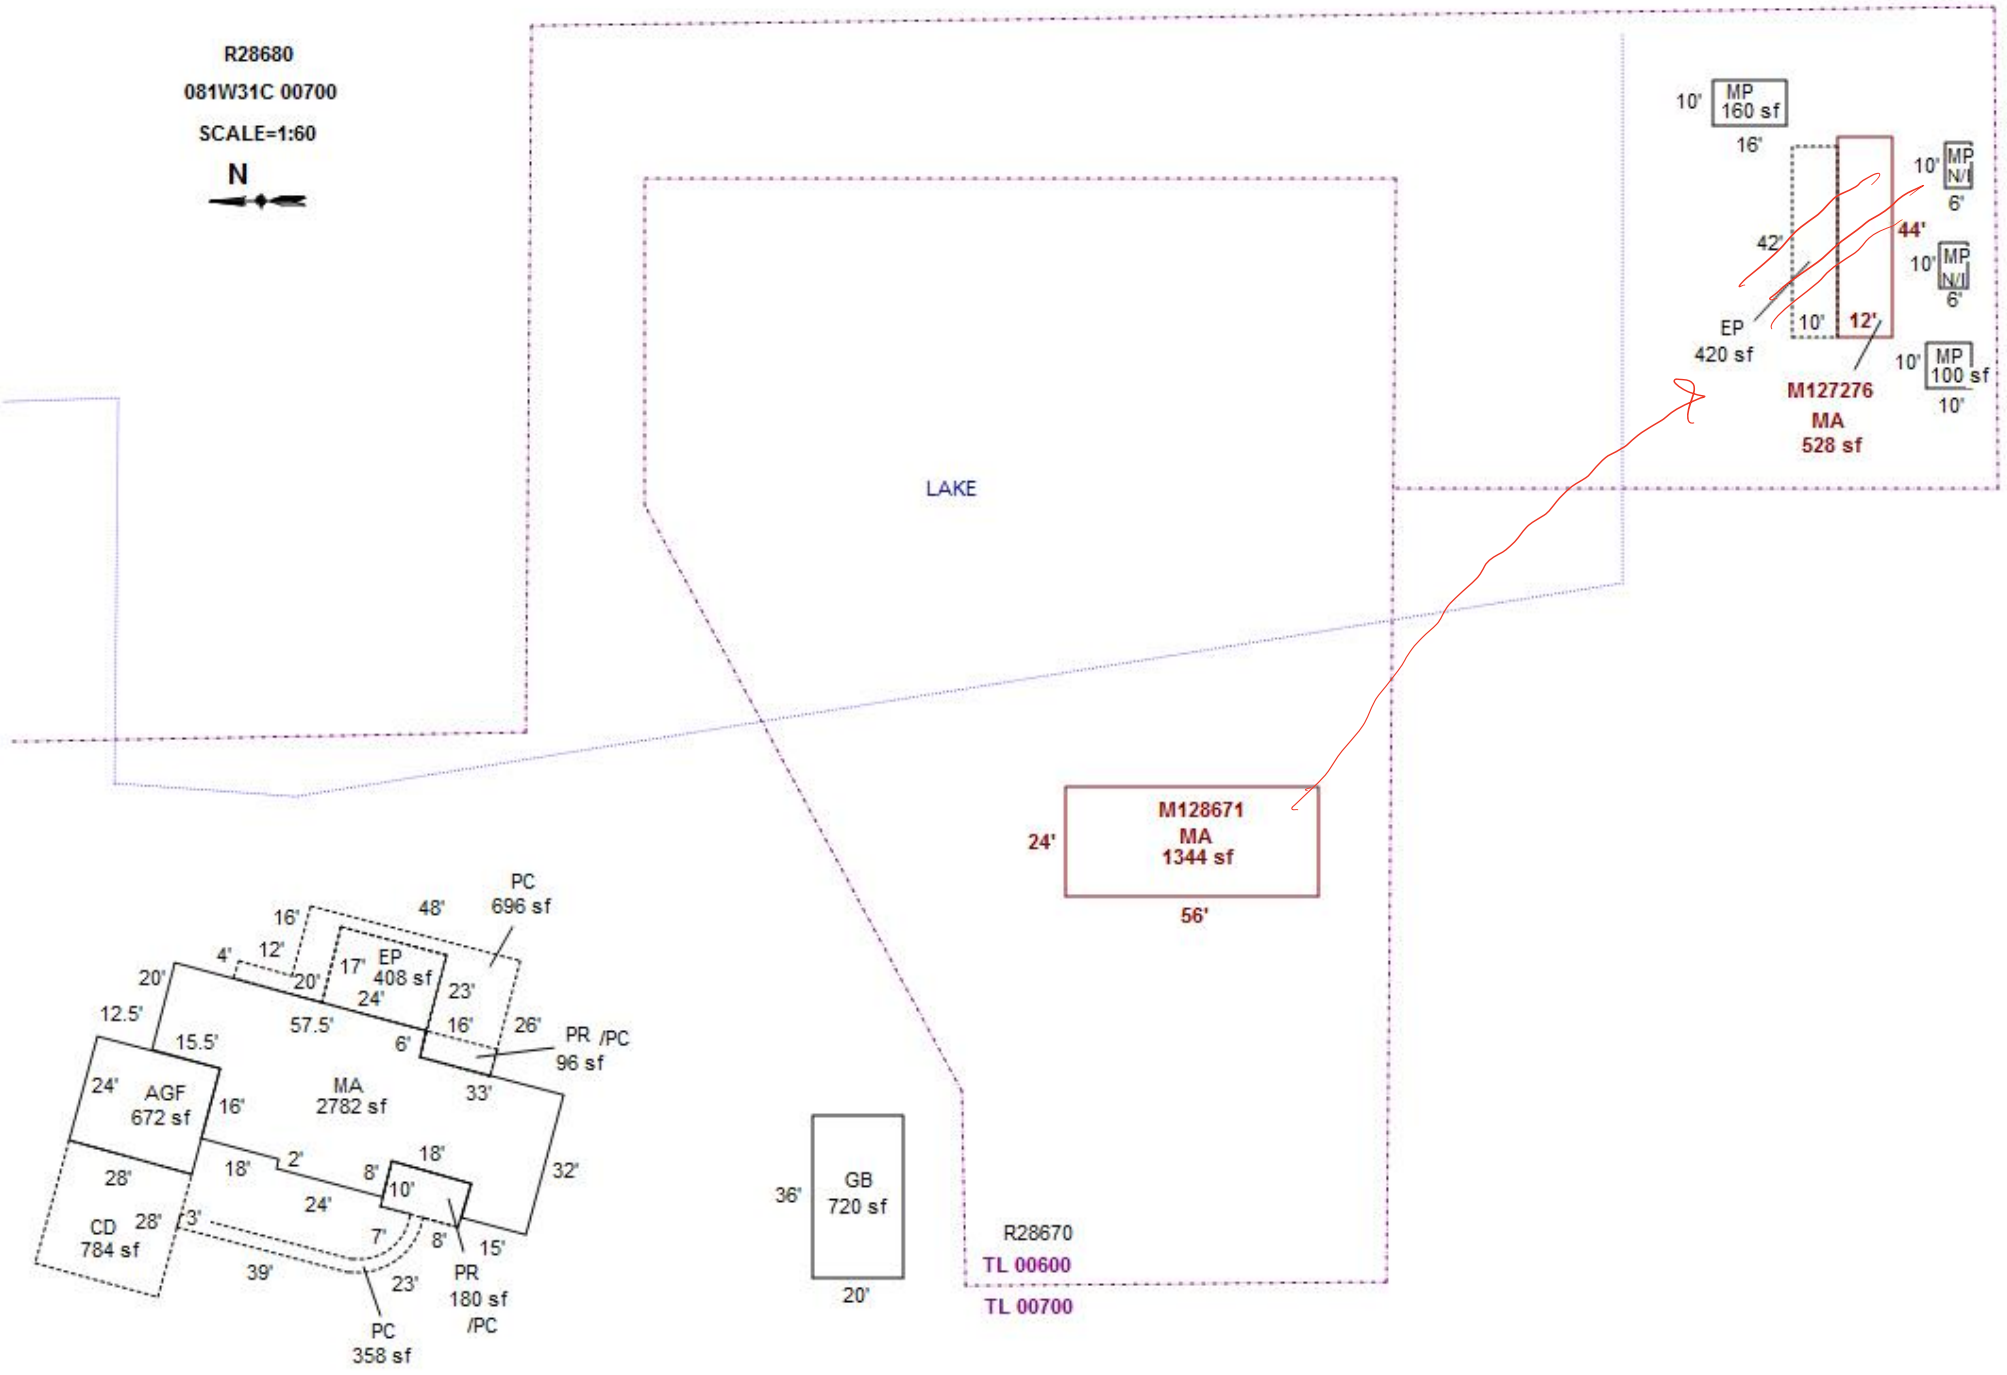 R28680
081W31C 00700
SCALE=1:60
N
10'
MP
160 sf
16'
10'
MP
N/I
6'
42'
44'
10'
MP
N/I
6'
EP
420 sf
10'
12'
10'
MP
100 sf
10'
M127276
MA
528 sf
LAKE
M128671
MA
1344 sf
24'
56'
PC
696 sf
48'
16'
12'
4'
20'
EP
408 sf
17'
20'
24'
23'
12.5'
57.5'
16'
26'
15.5'
6'
PR /PC
96 sf
33'
24'
AGF
672 sf
16'
MA
2782 sf
18'
8'
10'
32'
18'
2'
28'
24'
CD
784 sf
28'
3'
7'
8'
15'
39'
23'
PR
180 sf
/PC
PC
358 sf
36'
GB
720 sf
20'
R28670
TL 00600
TL 00700